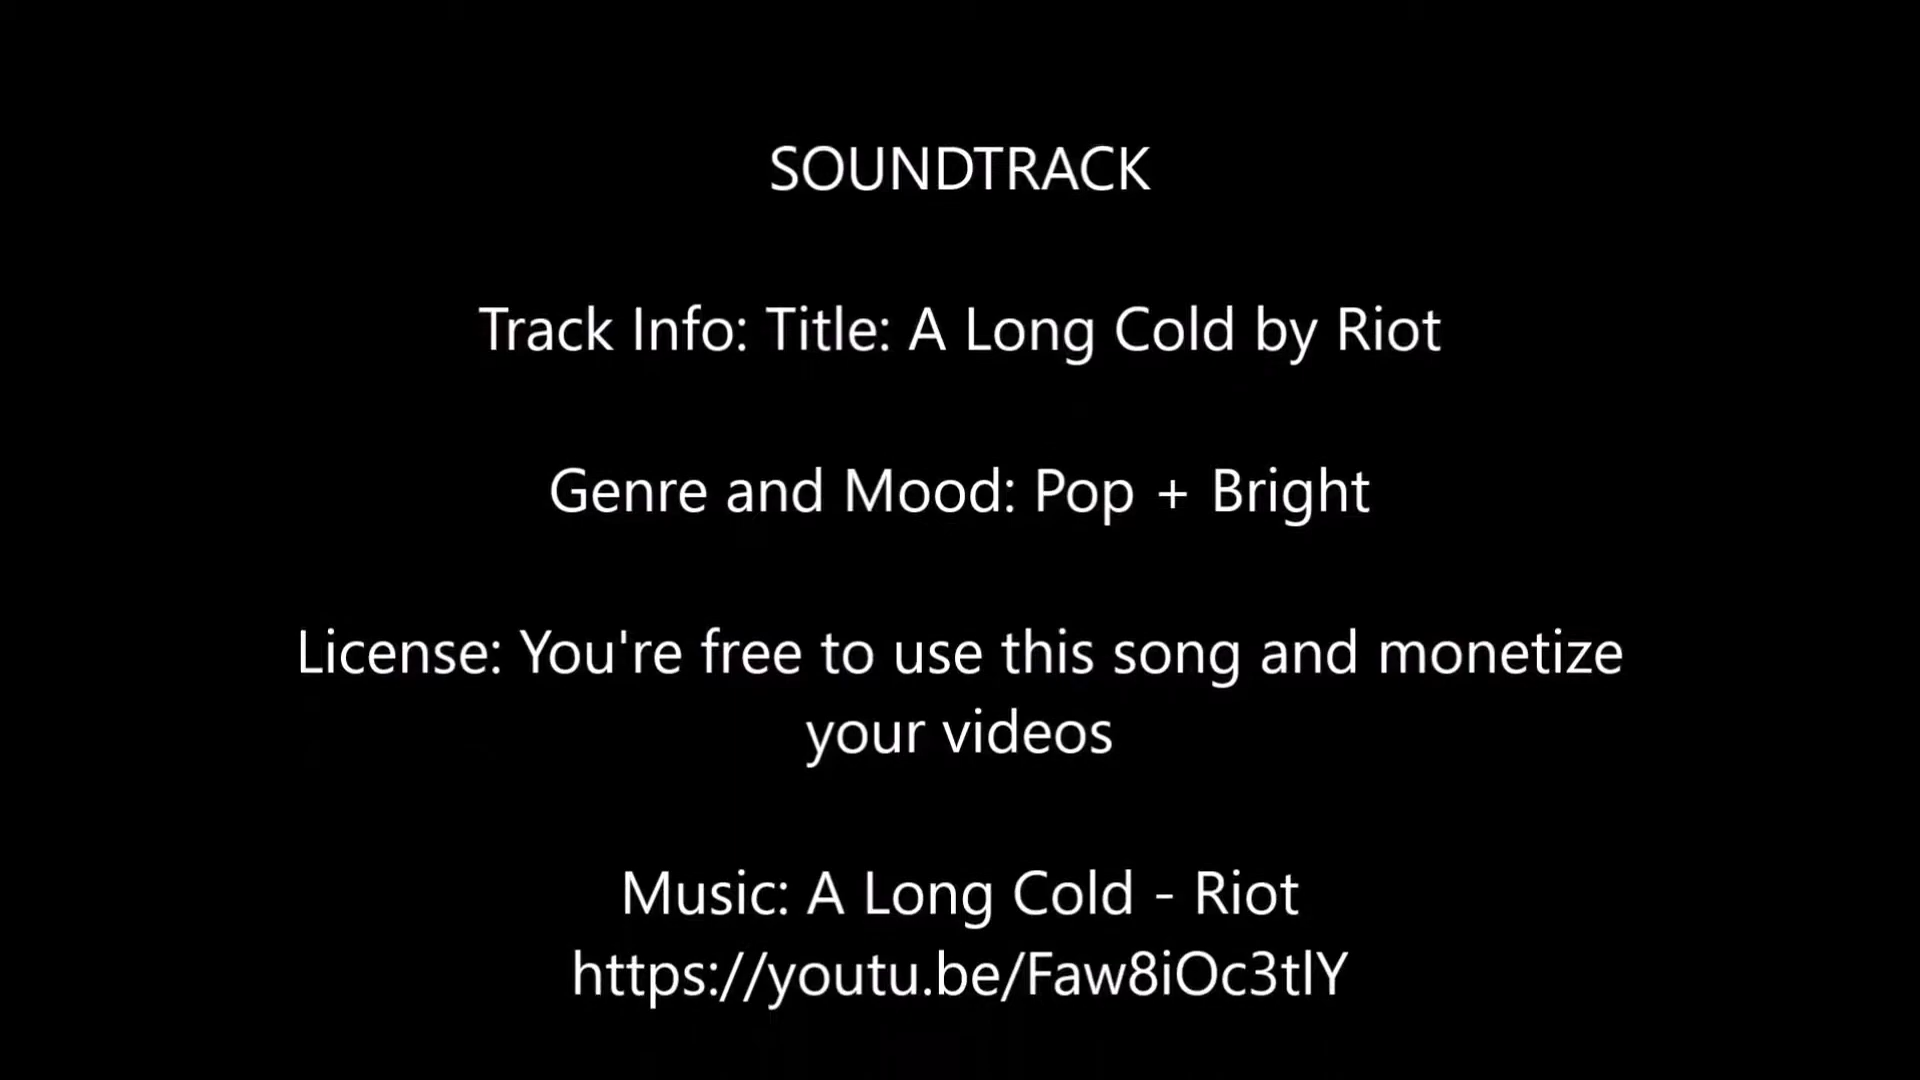 SOUNDTRACK
Track Info: Title: A Long Cold by Riot
Genre and Mood: Pop + Bright
License: You're free to use this song and monetize
your videos
Music: A Long Cold - Riot
https://youtu.be/Faw8iOc3tlY